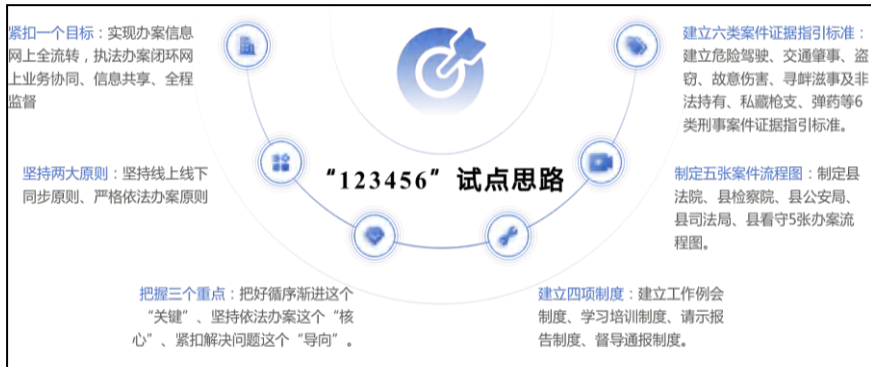 紧扣一个目标：实现办案信息
网上全流转，执法办案闭环网
上业务协同、信息共享、全程
监督
坚持两大原则：坚持线上线下
同步原则、严格依法办案原则
把握三个重点：把好循序渐进这个
“关键”、坚持依法办案这个“核
心”、紧扣解决问题这个“导向”。
“123456”试点思路
建立四项制度：建立工作例会
制度、学习培训制度、请示报
告制度、督导通报制度。
制定五张案件流程图：制定县
法院、县检察院、县公安局、
县司法局、县看守5张办案流
程图。
建立六类案件证据指引标准：
建立危险驾驶、交通肇事、盗
窃、故意伤害、寻衅滋事及非
法持有、私藏枪支、弹药等6
类刑事案件证据指引标准。